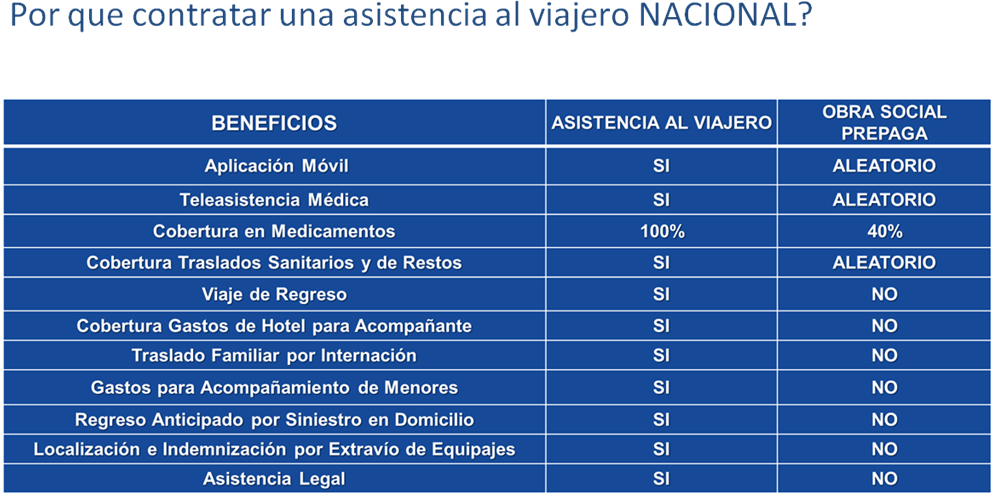 Por que contratar una asistencia al viajero NACIONAL?
BENEFICIOS ASISTENCIA AL VIAJERO OBRA SOCIAL PREPAGA
Aplicación Móvil SI ALEATORIO
Teleasistencia Médica SI ALEATORIO
Cobertura en Medicamentos 100% 40%
Cobertura Traslados Sanitarios y de Restos SI ALEATORIO
Viaje de Regreso SI NO
Cobertura Gastos de Hotel para Acompañante SI NO
Traslado Familiar por Internación SI NO
Gastos para Acompañamiento de Menores SI NO
Regreso Anticipado por Siniestro en Domicilio SI NO
Localización e Indemnización por Extravío de Equipajes SI NO
Asistencia Legal SI NO